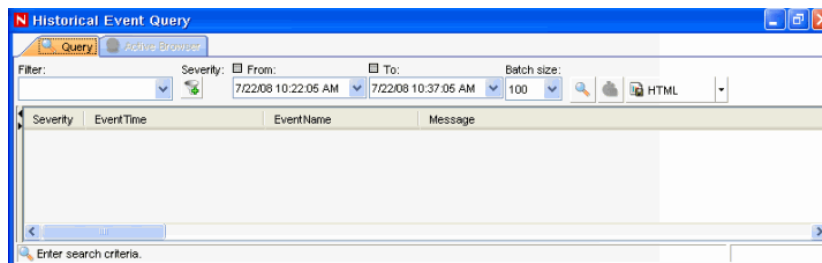 N Historical Event Query
Query Active Browser
Filter: Severity: From: To: Batch size:
7/22/08 10:22:05 AM 7/22/08 10:37:05 AM 100 HTML
Severity EventTime EventName Message
Enter search criteria.